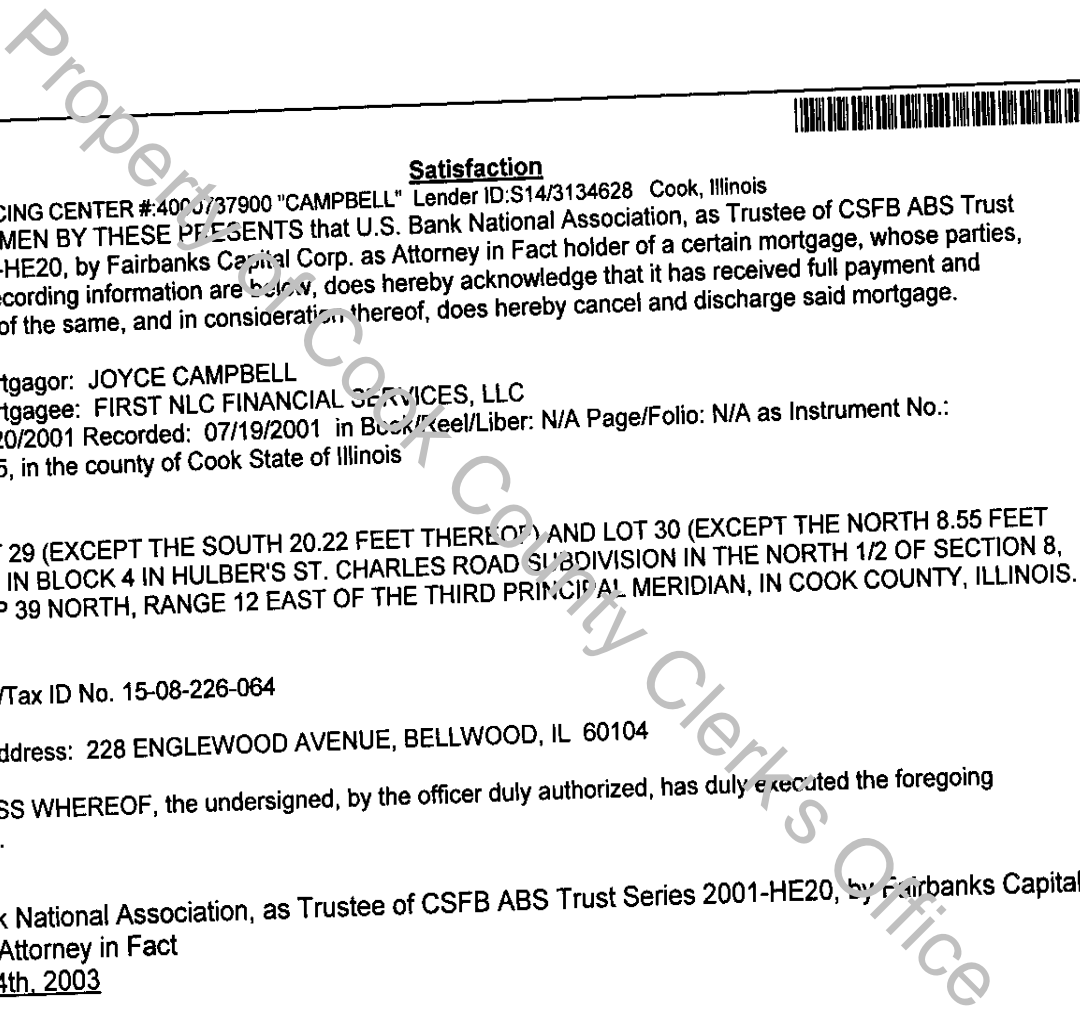 Satisfaction
CING CENTER #:4000737900 "CAMPBELL" Lender ID:S14/3134628 Cook, Illinois
MEN BY THESE PRESENTS that U.S. Bank National Association, as Trustee of CSFB ABS Trust
-HE20, by Fairbanks Capital Corp. as Attorney in Fact holder of a certain mortgage, whose parties,
ecording information are below, does hereby acknowledge that it has received full payment and
of the same, and in consideration thereof, does hereby cancel and discharge said mortgage.
tgagor: JOYCE CAMPBELL
tgagee: FIRST NLC FINANCIAL SERVICES, LLC
20/2001 Recorded: 07/19/2001 in Book/Reel/Liber: N/A Page/Folio: N/A as Instrument No.:
5, in the county of Cook State of Illinois
29 (EXCEPT THE SOUTH 20.22 FEET THEREOF) AND LOT 30 (EXCEPT THE NORTH 8.55 FEET
IN BLOCK 4 IN HULBER'S ST. CHARLES ROAD SUBDIVISION IN THE NORTH 1/2 OF SECTION 8,
P 39 NORTH, RANGE 12 EAST OF THE THIRD PRINCIPAL MERIDIAN, IN COOK COUNTY, ILLINOIS.
/Tax ID No. 15-08-226-064
ddress: 228 ENGLEWOOD AVENUE, BELLWOOD, IL 60104
SS WHEREOF, the undersigned, by the officer duly authorized, has duly executed the foregoing
.
k National Association, as Trustee of CSFB ABS Trust Series 2001-HE20, by Fairbanks Capital
Attorney in Fact
4th, 2003
Property of Cook County Clerk's Office